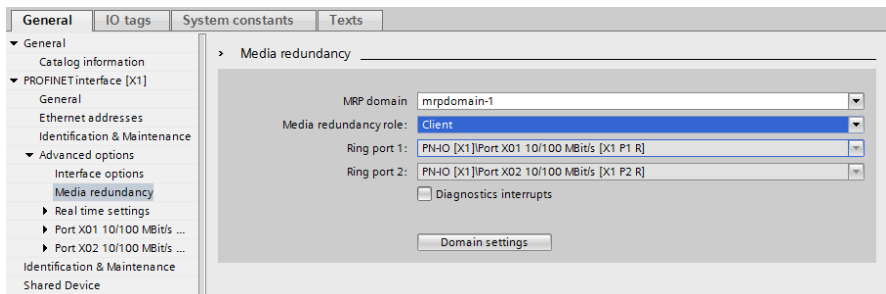 General IO tags System constants Texts
General
Catalog information
PROFINET interface [X1]
General
Ethernet addresses
Identification & Maintenance
Advanced options
Interface options
Media redundancy
Real time settings
Port X01 10/100 MBit/s ...
Port X02 10/100 MBit/s ...
Identification & Maintenance
Shared Device
Media redundancy
MRP domain mrpdomain-1
Media redundancy role: Client
Ring port 1: PN-IO [X1]\Port X01 10/100 MBit/s [X1 P1 R]
Ring port 2: PN-IO [X1]\Port X02 10/100 MBit/s [X1 P2 R]
Diagnostics interrupts
Domain settings